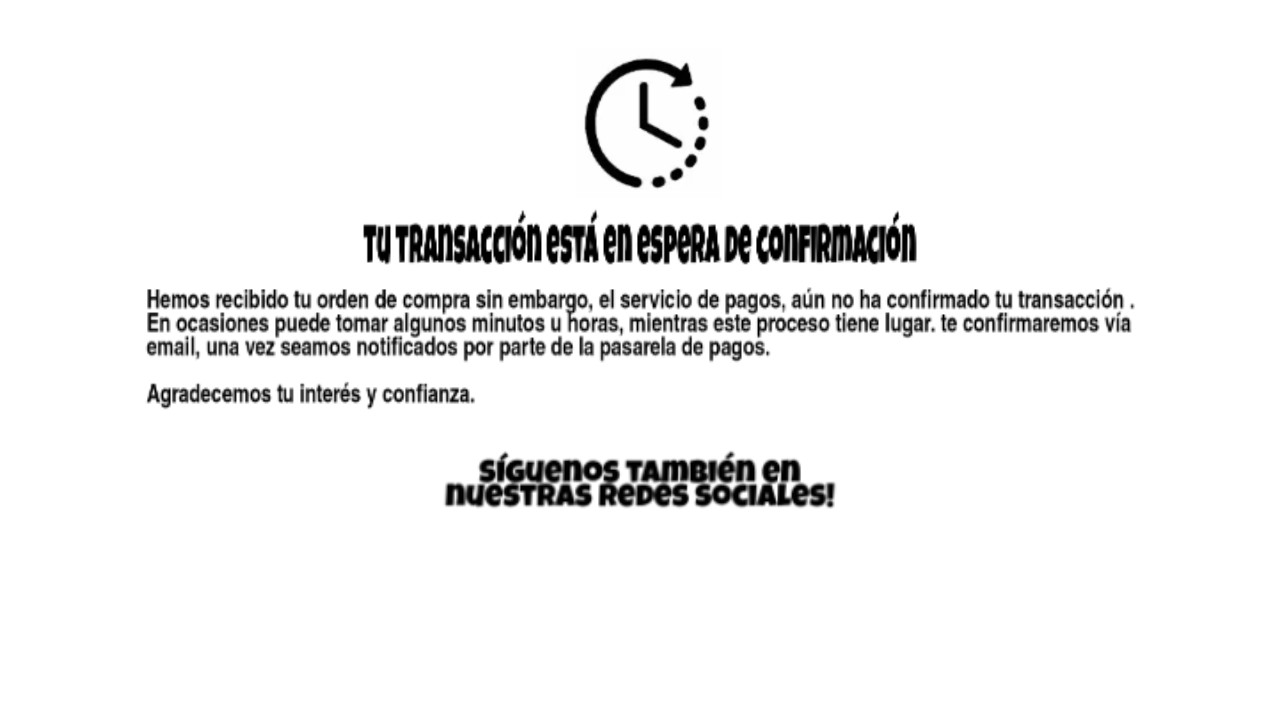 Tu transacción está en espera de confirmación
Hemos recibido tu orden de compra sin embargo, el servicio de pagos, aún no ha confirmado tu transacción .
En ocasiones puede tomar algunos minutos u horas, mientras este proceso tiene lugar. te confirmaremos vía
email, una vez seamos notificados por parte de la pasarela de pagos.
Agradecemos tu interés y confianza.
Síguenos también en
nuestras redes sociales!